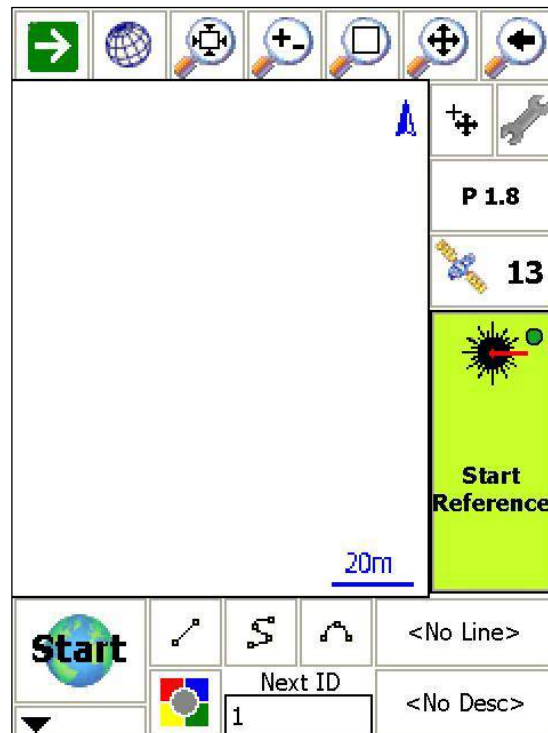 P 1.8
13
Start
Reference
20m
Start
<No Line>
Next ID
1
<No Desc>